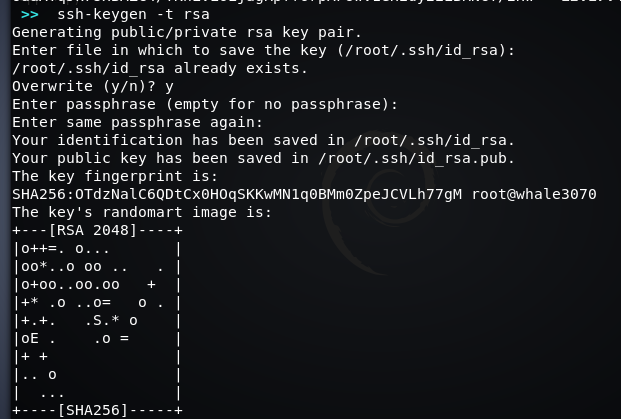 >>  ssh-keygen -t rsa
Generating public/private rsa key pair.
Enter file in which to save the key (/root/.ssh/id_rsa):
/root/.ssh/id_rsa already exists.
Overwrite (y/n)? y
Enter passphrase (empty for no passphrase):
Enter same passphrase again:
Your identification has been saved in /root/.ssh/id_rsa.
Your public key has been saved in /root/.ssh/id_rsa.pub.
The key fingerprint is:
SHA256:OTdzNalC6QDtCx0HOqSKKwMN1q0BMm0ZpeJCVLh77gM root@whale3070
The key's randomart image is:
+---[RSA 2048]----+
|o++=. o...       |
|oo*..o oo ..   . |
|o+oo..oo.oo   +  |
|+* .o ..o=   o . |
|+.+.   .S.* o    |
|oE .    .o =     |
|+ +              |
|.. o             |
|  ...            |
+----[SHA256]-----+